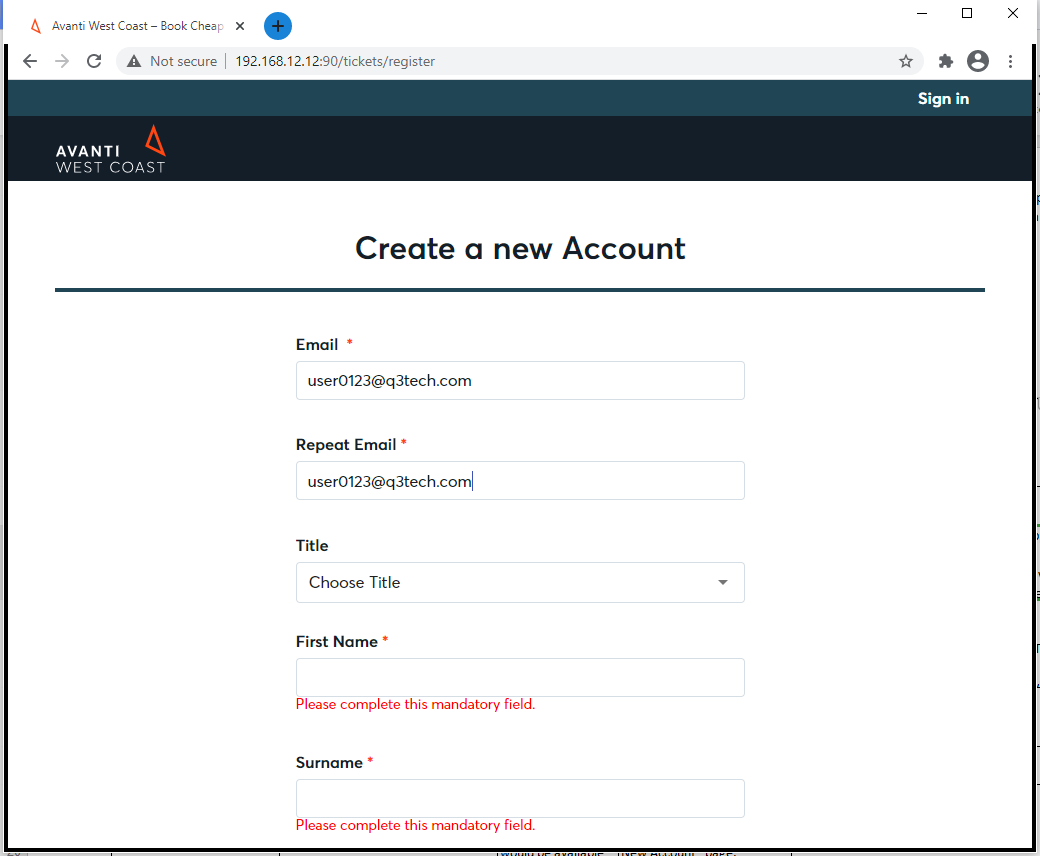 Avanti West Coast – Book Cheap
Not secure
192.168.12.12:90/tickets/register
Sign in
AVANTI
WEST COAST
Create a new Account
Email *
user0123@q3tech.com
Repeat Email *
user0123@q3tech.com
Title
Choose Title
First Name *
Please complete this mandatory field.
Surname *
Please complete this mandatory field.